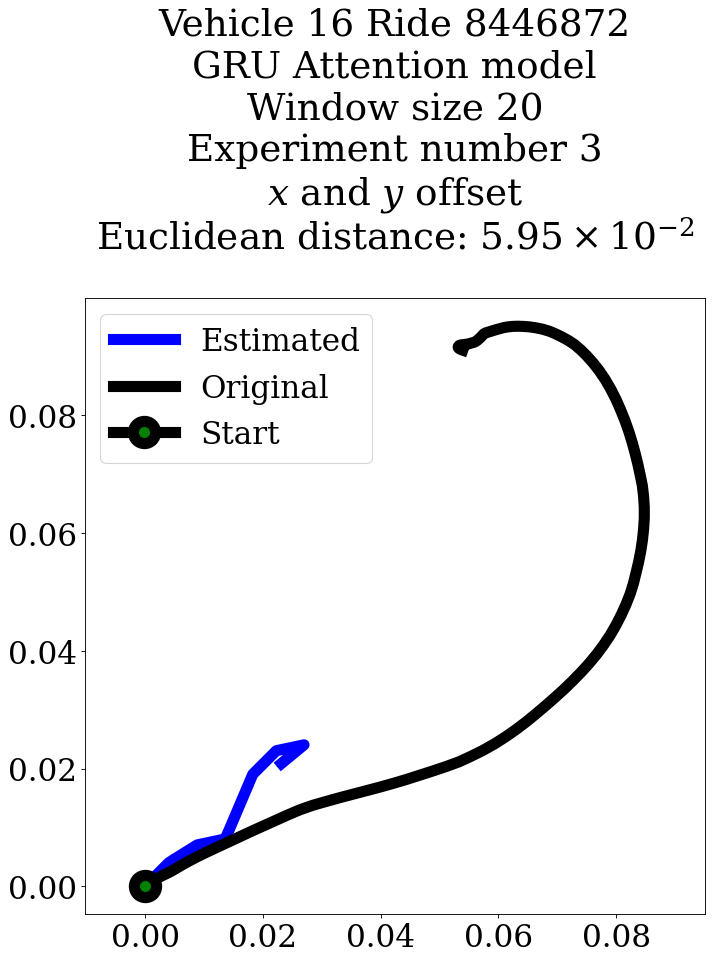 Vehicle 16 Ride 8446872
GRU Attention model
Window size 20
Experiment number 3
x and y offset
Euclidean distance: 5.95 × 10⁻²
Estimated
Original
Start
0.08
0.06
0.04
0.02
0.00
0.00 0.02 0.04 0.06 0.08